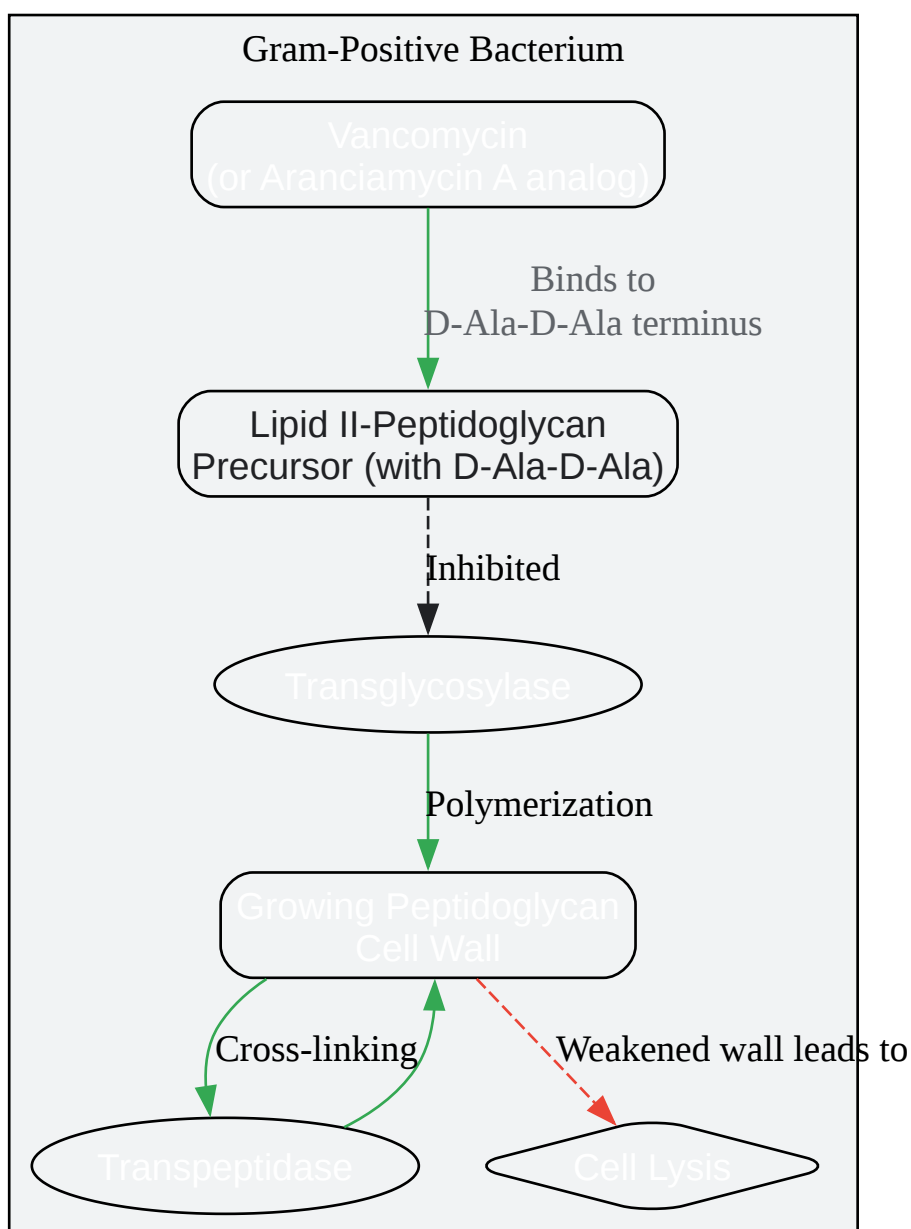 Gram-Positive Bacterium
Vancomycin
(or Aranciamycin A analog)
Binds to
D-Ala-D-Ala terminus
Lipid II-Peptidoglycan
Precursor (with D-Ala-D-Ala)
Inhibited
Transglycosylase
Polymerization
Growing Peptidoglycan
Cell Wall
Cross-linking
Weakened wall leads to
Transpeptidase
Cell Lysis